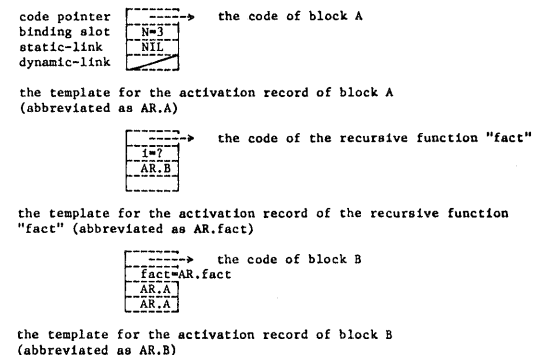 code pointer → the code of block A
binding slot N=3
static-link NIL
dynamic-link
the template for the activation record of block A
(abbreviated as AR.A)
→ the code of the recursive function "fact"
i=?
AR.B
the template for the activation record of the recursive function
"fact" (abbreviated as AR.fact)
→ the code of block B
fact=AR.fact
AR.A
AR.A
the template for the activation record of block B
(abbreviated as AR.B)